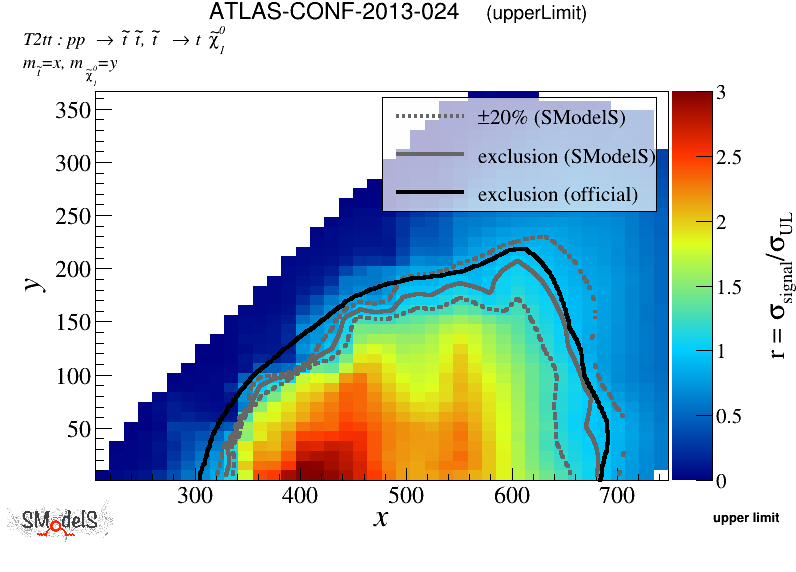 ATLAS-CONF-2013-024 (upperLimit)
T2tt : pp → t̃ t̃, t̃ → t χ̃⁰₁
m_t̃=x, m_χ̃⁰₁=y
±20% (SModelS)
exclusion (SModelS)
exclusion (official)
350
300
250
200
150
100
50
y
300 400 500 600 700
x
3
2.5
2
1.5
1
0.5
0
r = σ_signal/σ_UL
SModelS
upper limit